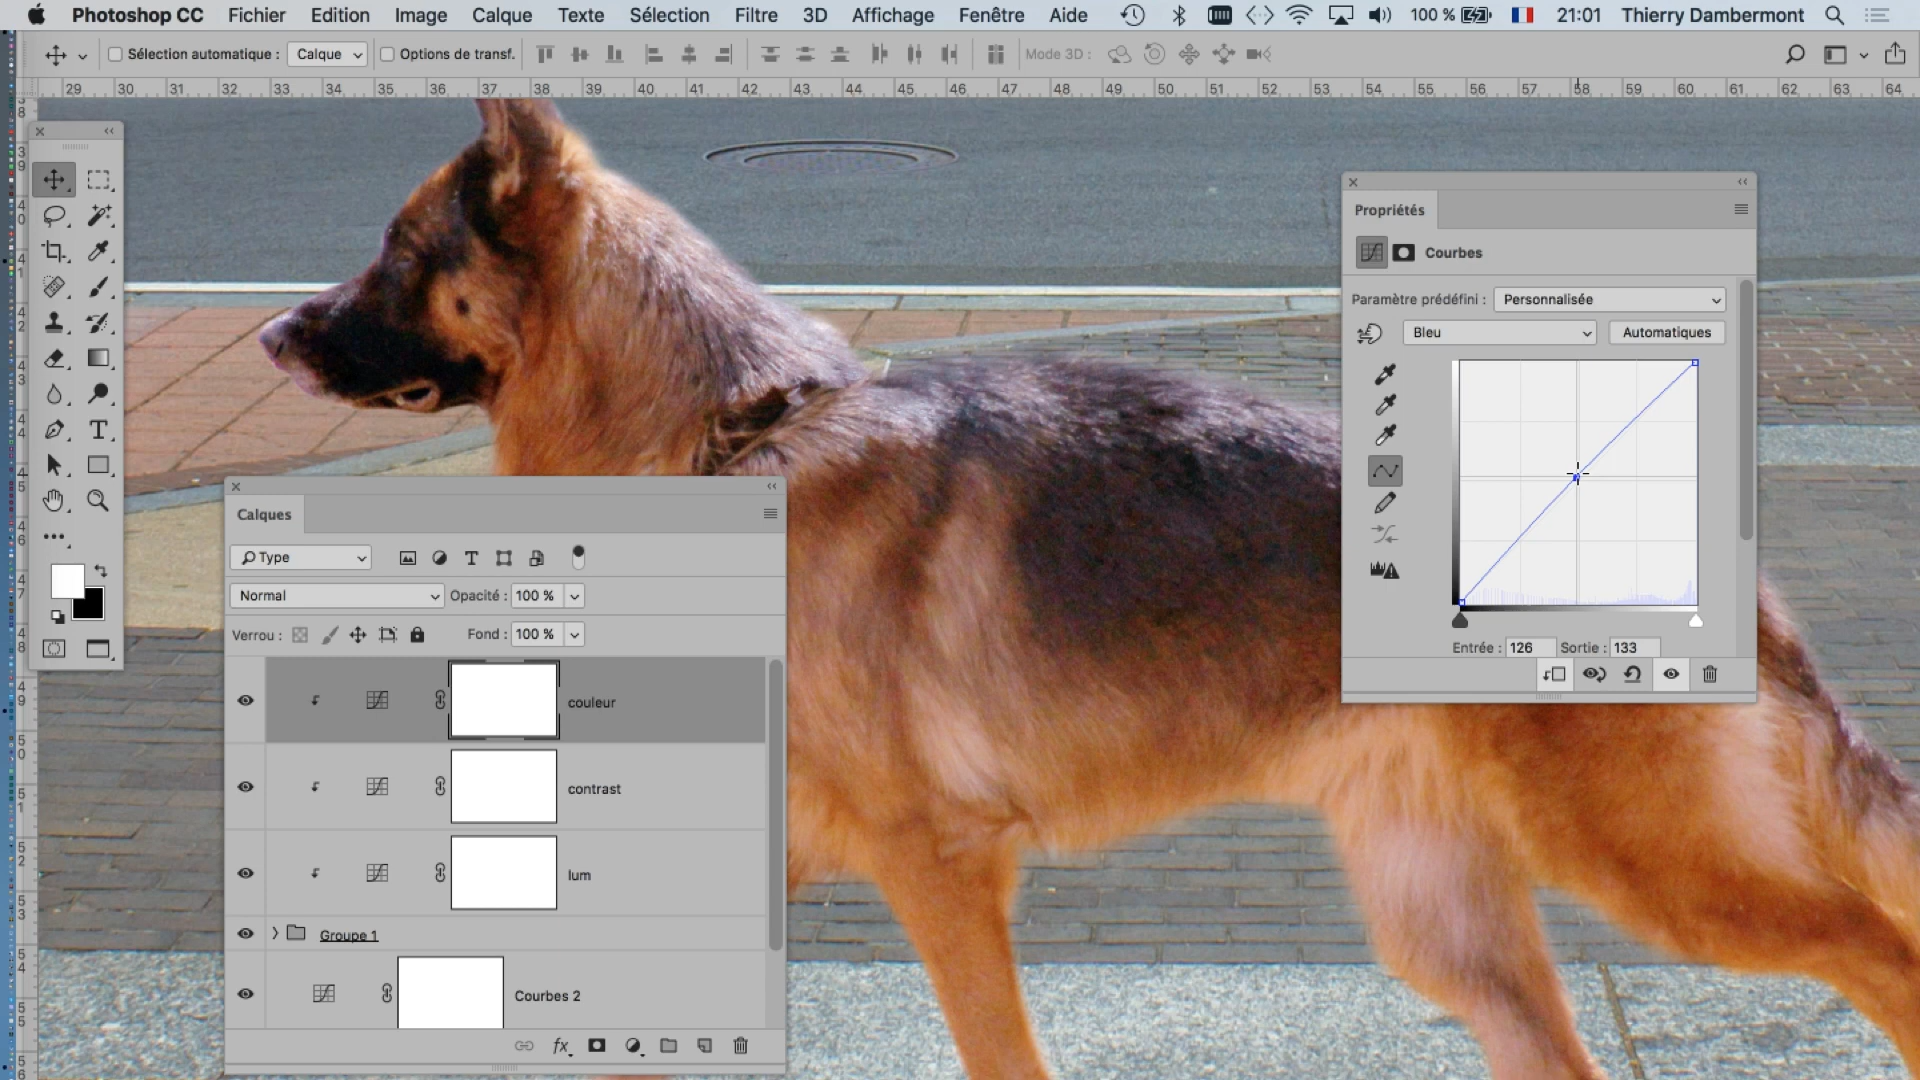 Photoshop CC Fichier Edition Image Calque Texte Sélection Filtre 3D Affichage Fenêtre Aide 100 % 21:01 Thierry Dambermont
Sélection automatique : Calque Options de transf. Mode 3D :
29 30 31 32 33 34 35 36 37 38 39 40 41 42 43 44 45 46 47 48 49 50 51 52 53 54 55 56 57 58 59 60 61 62 63 64
Propriétés
Courbes
Paramètre prédéfini : Personnalisée
Bleu Automatiques
Entrée : 126 Sortie : 133
Calques
Type
Normal Opacité : 100 %
Verrou : Fond : 100 %
couleur
contrast
lum
Groupe 1
Courbes 2
fx